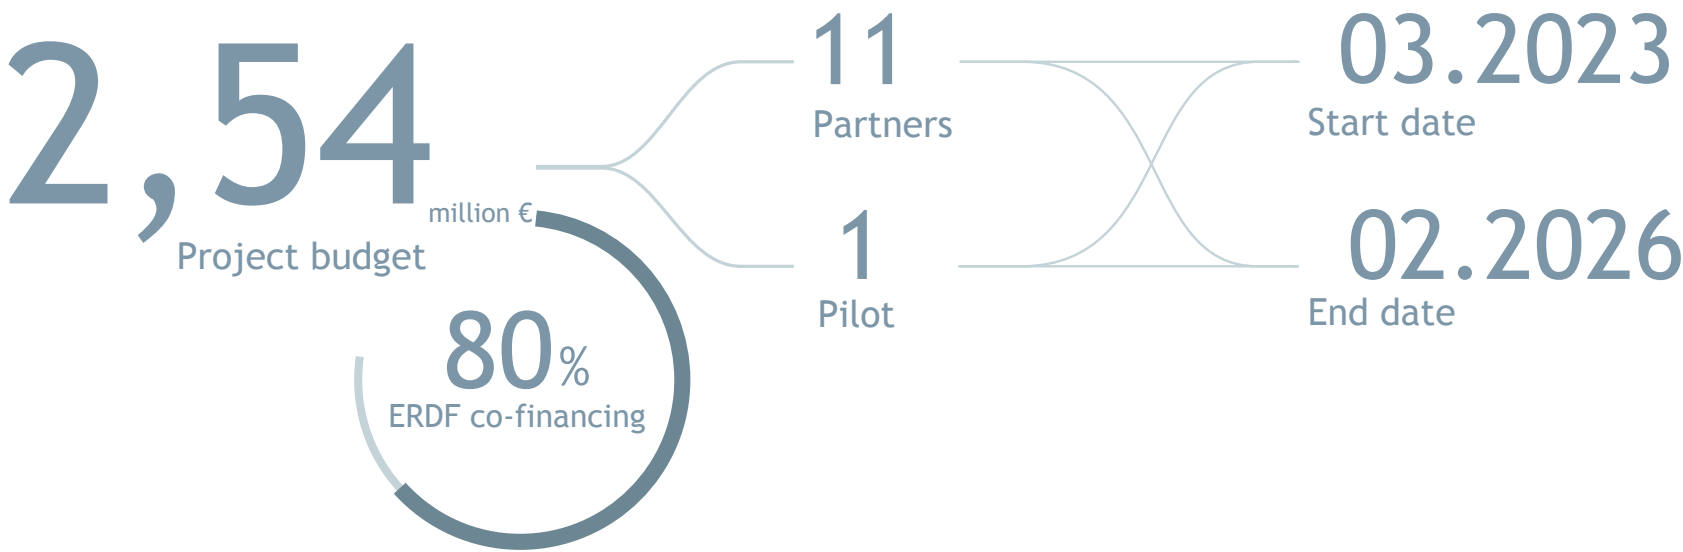 2,54
million €
Project budget
80%
ERDF co-financing
11
Partners
1
Pilot
03.2023
Start date
02.2026
End date